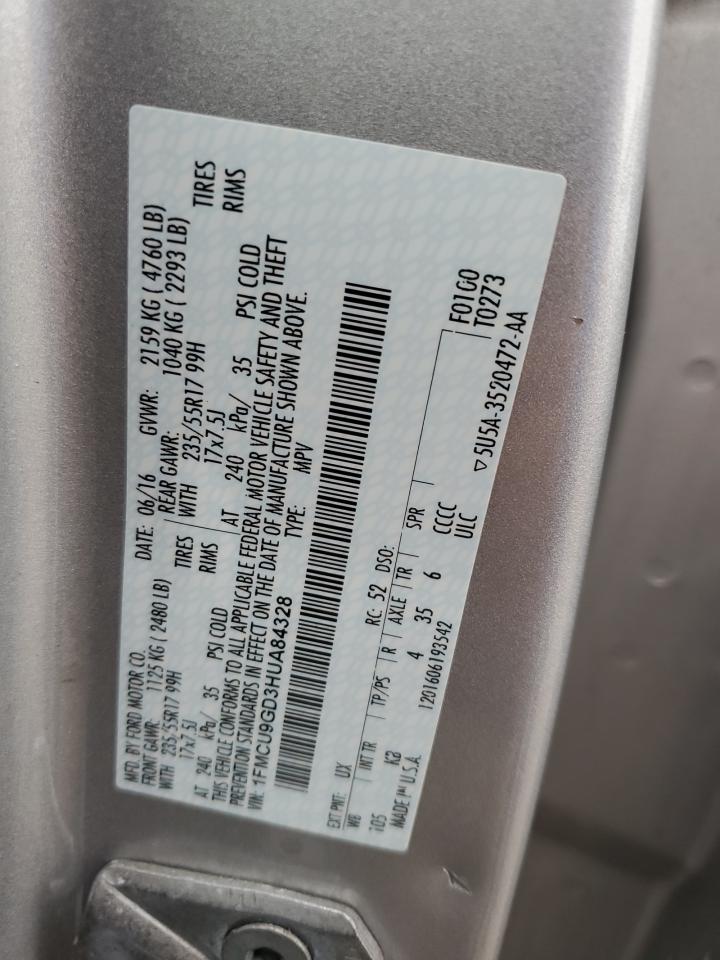 MFD. BY FORD MOTOR CO.
DATE: 06/16 GVWR: 2159 KG ( 4760 LB)
FRONT GAWR: 1125 KG ( 2480 LB)
REAR GAWR: 1040 KG ( 2293 LB)
WITH 235/55R17 99H TIRES
WITH 235/55R17 99H TIRES
17x7.5J RIMS
17x7.5J RIMS
AT 240 kPa/ 35 PSI COLD
AT 240 kPa/ 35 PSI COLD
THIS VEHICLE CONFORMS TO ALL APPLICABLE FEDERAL MOTOR VEHICLE SAFETY AND THEFT
PREVENTION STANDARDS IN EFFECT ON THE DATE OF MANUFACTURE SHOWN ABOVE.
VIN: 1FMCU9GD3HUA84328 TYPE: MPV
EXT PNT: UX RC: 52 DSO: F0100
WB INT TR TP/PS R AXLE TR SPR T0273
105 KB 4 35 6 CCCC
MADE IN U.S.A. 1201606193542 ULC
▽5U5A-3520472-AA